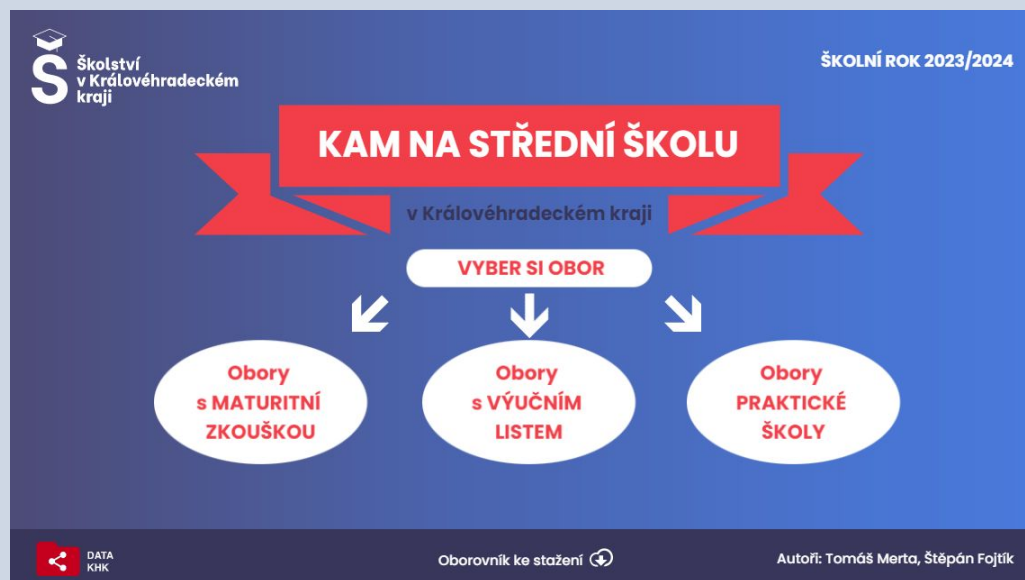 Školství
v Královéhradeckém
kraji
ŠKOLNÍ ROK 2023/2024
KAM NA STŘEDNÍ ŠKOLU
v Královéhradeckém kraji
VYBER SI OBOR
Obory
s MATURITNÍ
ZKOUŠKOU
Obory
s VÝUČNÍM
LISTEM
Obory
PRAKTICKÉ
ŠKOLY
DATA
KHK
Oborovník ke stažení
Autoři: Tomáš Merta, Štěpán Fojtík